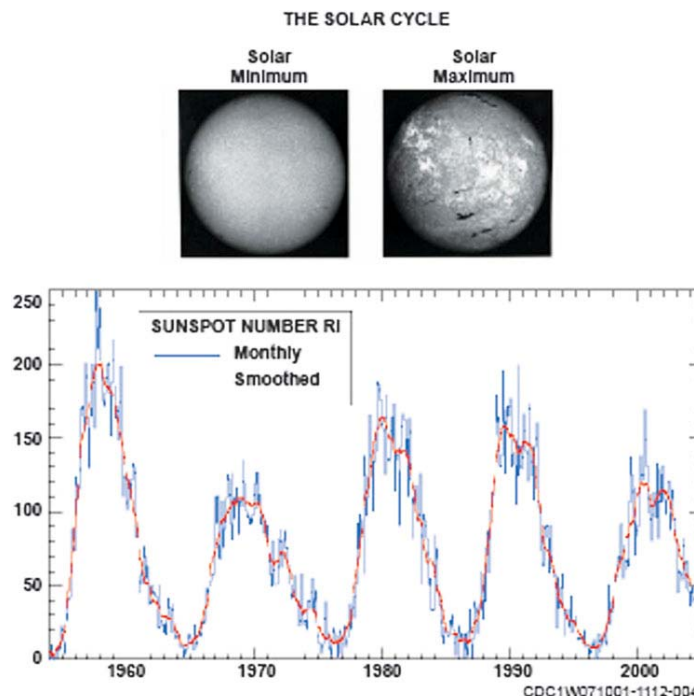 THE SOLAR CYCLE
Solar
Minimum
Solar
Maximum
250
200
150
100
50
0
SUNSPOT NUMBER RI
Monthly
Smoothed
1960
1970
1980
1990
2000